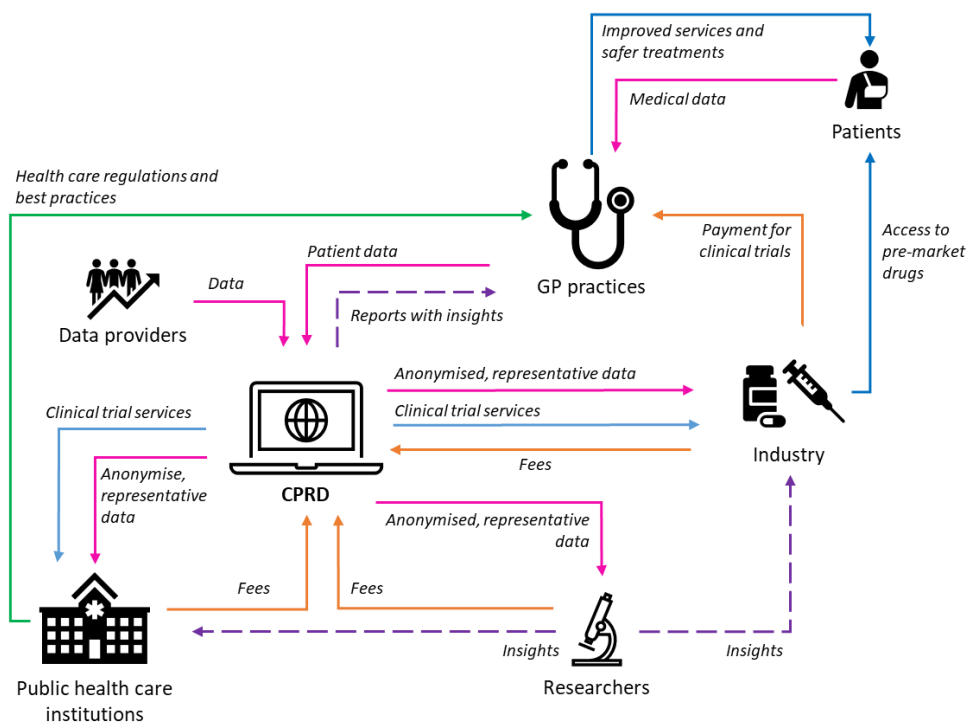 Improved services and
safer treatments
Medical data
Patients
Health care regulations and
best practices
Payment for
clinical trials
Access to
pre-market
drugs
Patient data
GP practices
Data
Reports with insights
Data providers
Anonymised, representative data
Clinical trial services
Clinical trial services
Fees
Industry
Anonymise,
representative
data
CPRD
Anonymised, representative
data
Fees
Fees
Insights
Insights
Researchers
Public health care
institutions